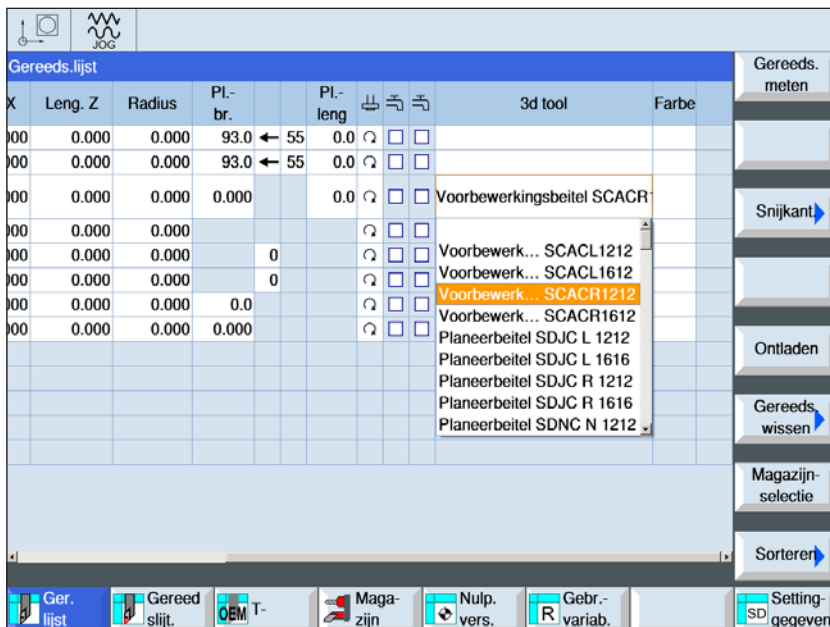 JOG
Gereeds.lijst
X Leng. Z Radius Pl.- br. Pl.- leng 3d tool Farbe
000 0.000 0.000 93.0 ← 55 0.0
000 0.000 0.000 93.0 ← 55 0.0
000 0.000 0.000 0.000 0.0 Voorbewerkingsbeitel SCACR1
000 0.000 0.000
000 0.000 0.000 0
000 0.000 0.000 0
000 0.000 0.000 0.0
000 0.000 0.000 0.000
Voorbewerk... SCACL1212
Voorbewerk... SCACL1612
Voorbewerk... SCACR1212
Voorbewerk... SCACR1612
Planeerbeitel SDJC L 1212
Planeerbeitel SDJC L 1616
Planeerbeitel SDJC R 1212
Planeerbeitel SDJC R 1616
Planeerbeitel SDNC N 1212
Gereeds.
meten
Snijkant.
Ontladen
Gereeds.
wissen
Magazijn-
selectie
Sorteren
Ger.
lijst
Gereed
slijt.
OEM T-
Maga-
zijn
Nulp.
vers.
R Gebr.-
variab.
SD Setting-
gegeven